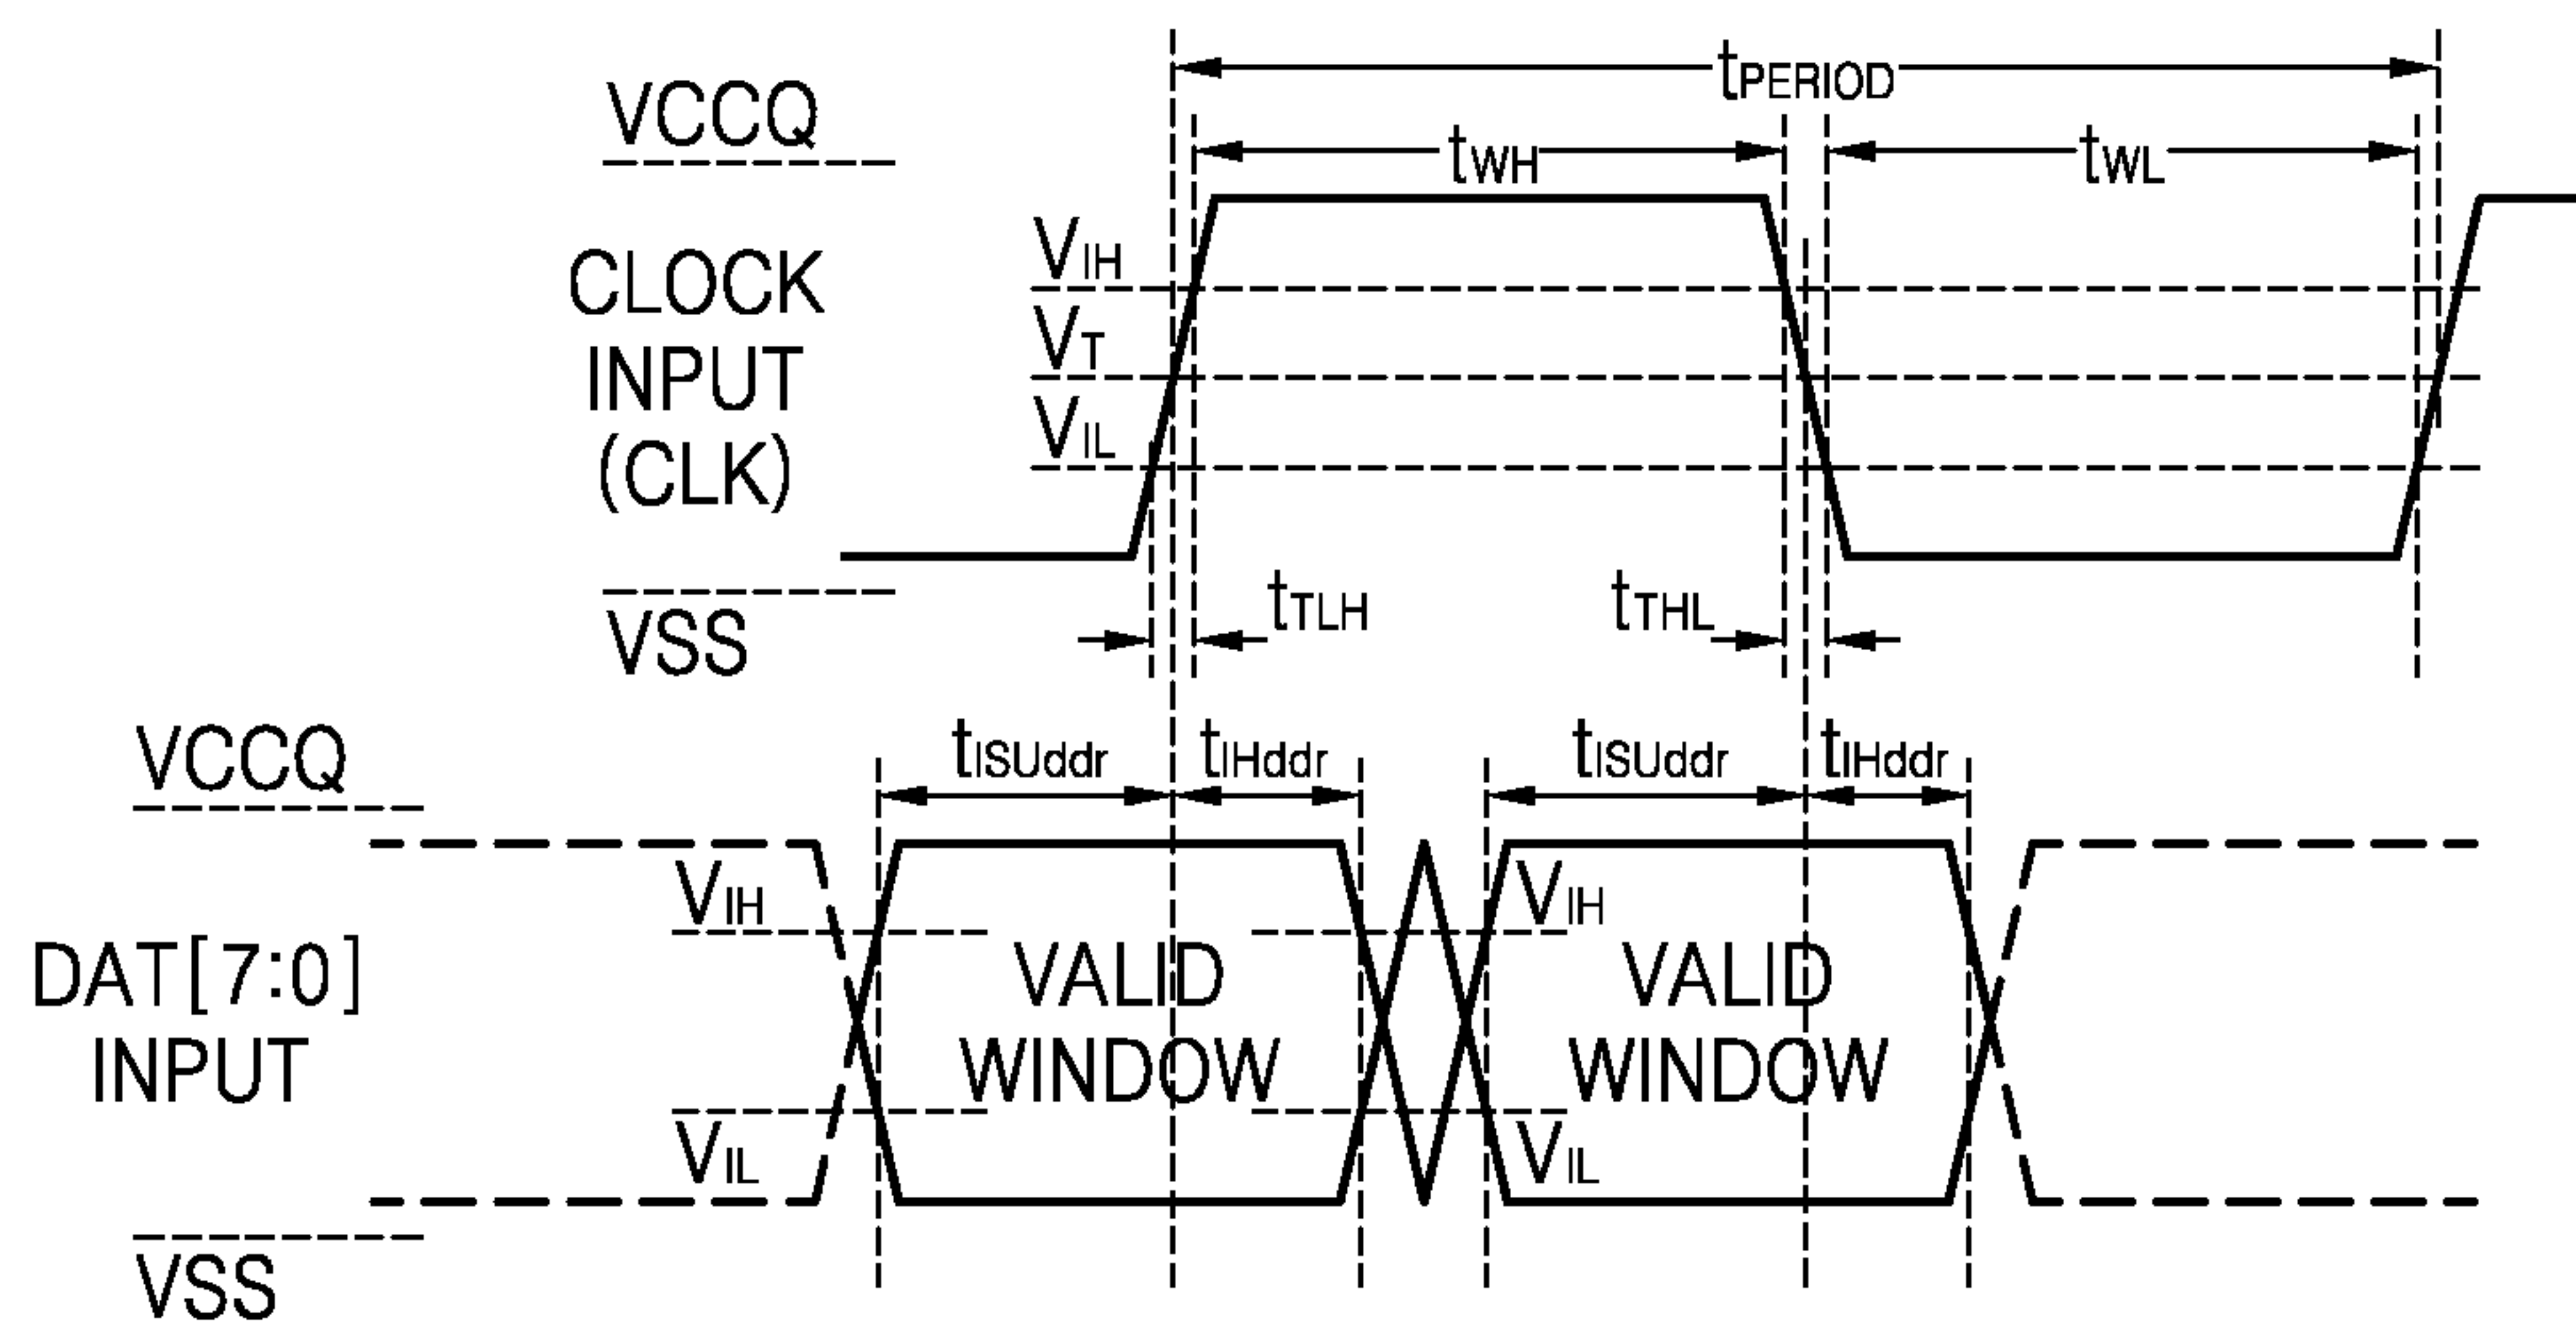 tPERIOD
VCCQ
tWH
tWL
VIH
CLOCK
INPUT
(CLK)
VT
VIL
tTLH
tTHL
VSS
tISUddr
tIHddr
tISUddr
tIHddr
VCCQ
VIH
VIH
DAT[7:0]
INPUT
VALID
WINDOW
VALID
WINDOW
VIL
VIL
VSS